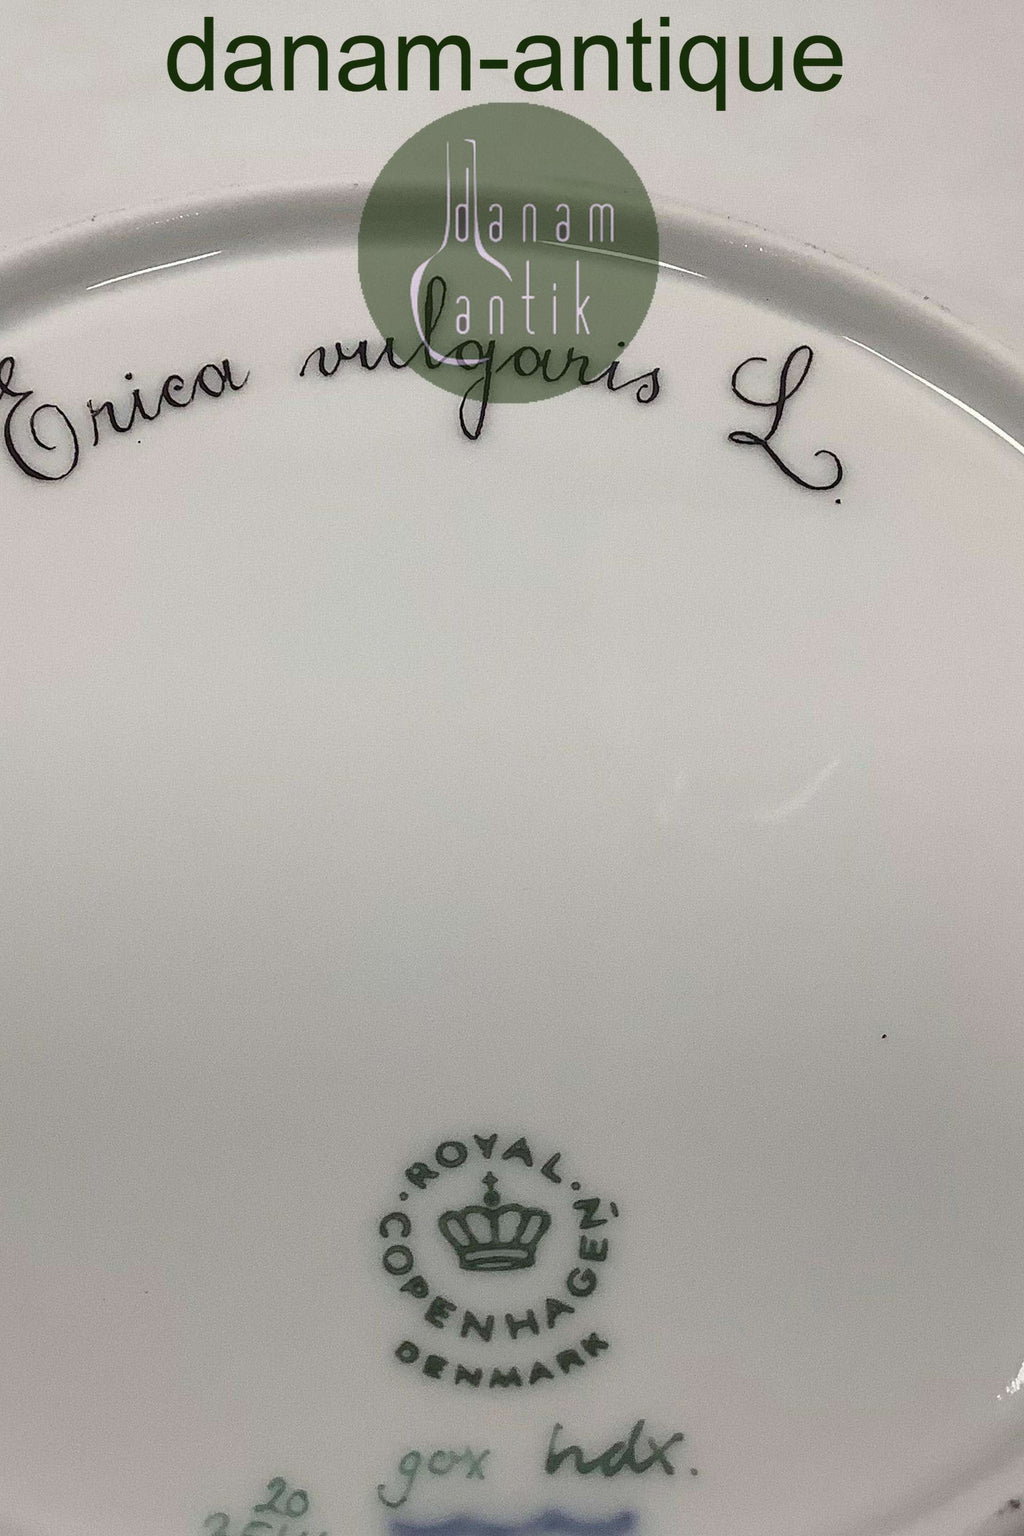 danam-antique
danam
antik
Erica vulgaris L.
ROYAL
COPENHAGEN
DENMARK
gox hdx.
20